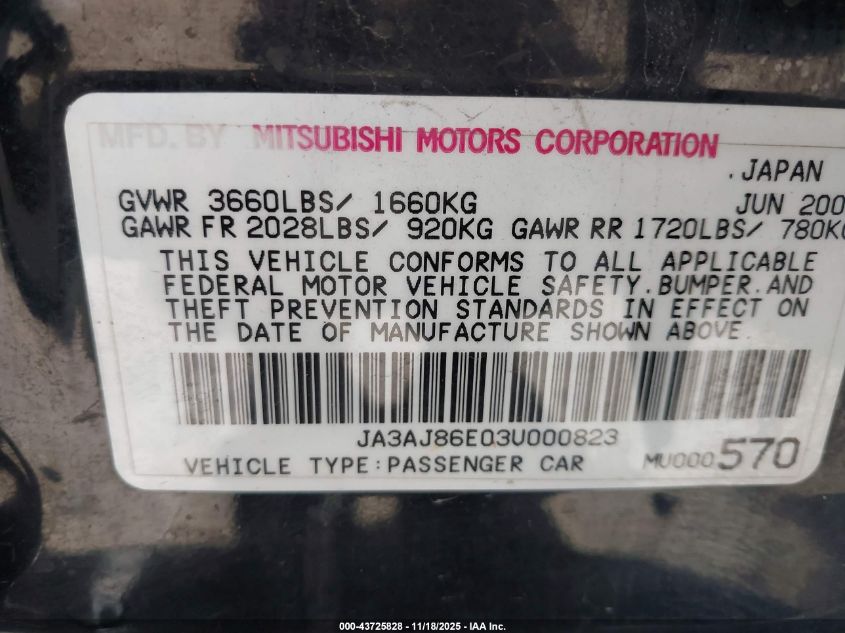 MFD. BY MITSUBISHI MOTORS CORPORATION
. JAPAN
GVWR 3660LBS/ 1660KG JUN 200
GAWR FR 2028LBS/ 920KG GAWR RR 1720LBS/ 780KG
THIS VEHICLE CONFORMS TO ALL APPLICABLE
FEDERAL MOTOR VEHICLE SAFETY.BUMPER.AND
THEFT PREVENTION STANDARDS IN EFFECT ON
THE DATE OF MANUFACTURE SHOWN ABOVE.
JA3AJ86E03U000823
VEHICLE TYPE:PASSENGER CAR MU000570
000-43725828 - 11/18/2025 - IAA Inc.